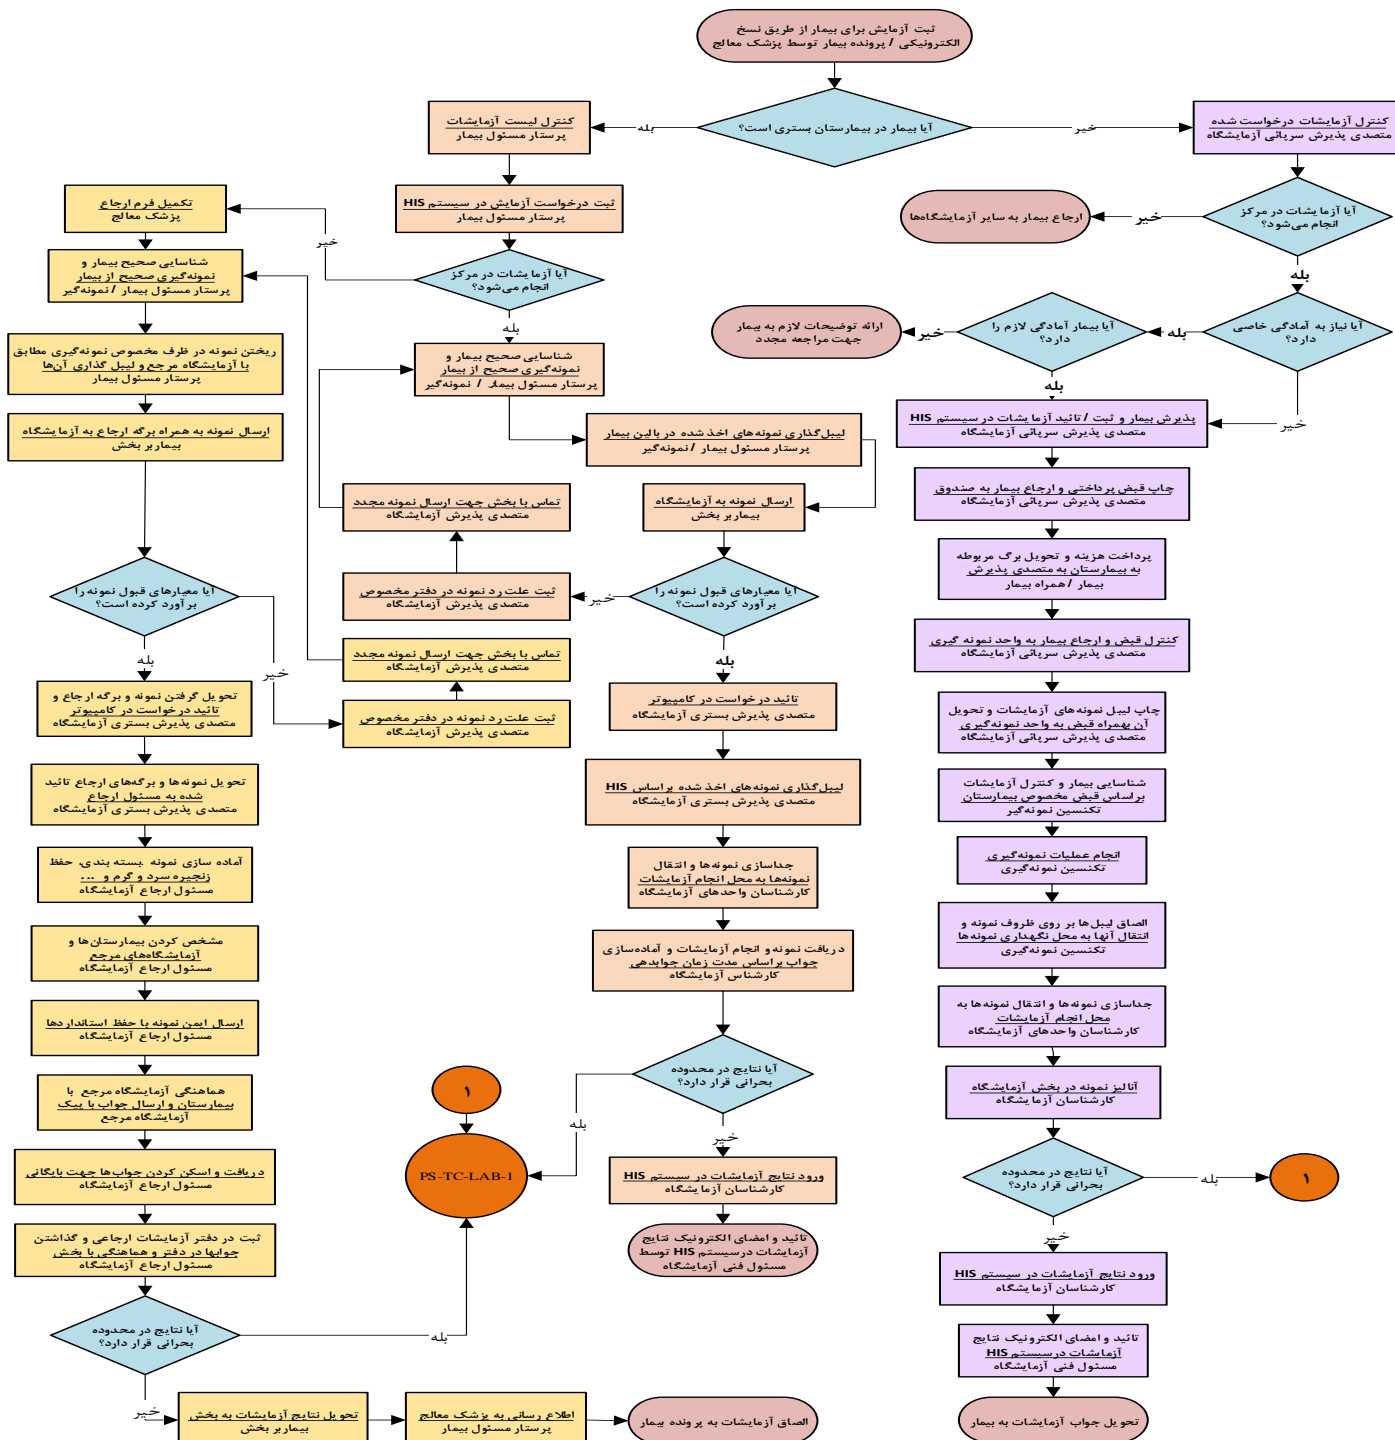 ثبت آزمایش برای بیمار از طریق نسخ
الکترونیکی / پرونده بیمار توسط پزشک معالج
آیا بیمار در بیمارستان بستری است؟
خیر
بله
کنترل آزمایشات درخواست شده
متصدی پذیرش سرپائی آزمایشگاه
آیا آزمایشات در مرکز
انجام می‌شود؟
خیر
ارجاع بیمار به سایر آزمایشگاه‌ها
بله
آیا نیاز به آمادگی خاصی
دارد؟
بله
آیا بیمار آمادگی لازم را
دارد؟
خیر
ارائه توضیحات لازم به بیمار
جهت مراجعه مجدد
بله
خیر
پذیرش بیمار و ثبت / تائید آزمایشات در سیستم HIS
متصدی پذیرش سرپائی آزمایشگاه
چاپ قبض پرداختی و ارجاع بیمار به صندوق
متصدی پذیرش سرپائی آزمایشگاه
پرداخت هزینه و تحویل برگ مربوطه
به بیمارستان به متصدی پذیرش
بیمار / همراه بیمار
کنترل قبض و ارجاع بیمار به واحد نمونه گیری
متصدی پذیرش سرپائی آزمایشگاه
چاپ لیبل نمونه‌های آزمایشات و تحویل
آن بهمراه قبض به واحد نمونه‌گیری
متصدی پذیرش سرپائی آزمایشگاه
شناسایی بیمار و کنترل آزمایشات
براساس قبض مخصوص بیمارستان
تکنسین نمونه‌گیر
انجام عملیات نمونه‌گیری
تکنسین نمونه‌گیری
الصاق لیبل‌ها بر روی ظروف نمونه و
انتقال آنها به محل نگهداری نمونه‌ها
تکنسین نمونه‌گیری
جداسازی نمونه‌ها و انتقال نمونه‌ها به
محل انجام آزمایشات
کارشناسان واحدهای آزمایشگاه
آنالیز نمونه در بخش آزمایشگاه
کارشناسان آزمایشگاه
آیا نتایج در محدوده
بحرانی قرار دارد؟
بله
۱
خیر
ورود نتایج آزمایشات در سیستم HIS
کارشناسان آزمایشگاه
تائید و امضای الکترونیک نتایج
آزمایشات درسیستم HIS
مسئول فنی آزمایشگاه
تحویل جواب آزمایشات به بیمار
کنترل لیست آزمایشات
پرستار مسئول بیمار
ثبت درخواست آزمایش در سیستم HIS
پرستار مسئول بیمار
آیا آزمایشات در مرکز
انجام می‌شود؟
خیر
بله
شناسایی صحیح بیمار و
نمونه‌گیری صحیح از بیمار
پرستار مسئول بیمار / نمونه‌گیر
لیبل‌گذاری نمونه‌های اخذ شده در بالین بیمار
پرستار مسئول بیمار / نمونه‌گیر
ارسال نمونه به آزمایشگاه
بیماربر بخش
آیا معیارهای قبول نمونه را
برآورد کرده است؟
خیر
ثبت علت رد نمونه در دفتر مخصوص
متصدی پذیرش آزمایشگاه
تماس با بخش جهت ارسال نمونه مجدد
متصدی پذیرش آزمایشگاه
بله
تائید درخواست در کامپیوتر
متصدی پذیرش بستری آزمایشگاه
لیبل‌گذاری نمونه‌های اخذ شده براساس HIS
متصدی پذیرش بستری آزمایشگاه
جداسازی نمونه‌ها و انتقال
نمونه‌ها به محل انجام آزمایشات
کارشناسان واحدهای آزمایشگاه
دریافت نمونه و انجام آزمایشات و آماده‌سازی
جواب براساس مدت زمان جوابدهی
کارشناس آزمایشگاه
آیا نتایج در محدوده
بحرانی قرار دارد؟
بله
۱
PS-TC-LAB-1
خیر
ورود نتایج آزمایشات در سیستم HIS
کارشناسان آزمایشگاه
تائید و امضای الکترونیک نتایج
آزمایشات درسیستم HIS توسط
مسئول فنی آزمایشگاه
تکمیل فرم ارجاع
پزشک معالج
شناسایی صحیح بیمار و
نمونه‌گیری صحیح از بیمار
پرستار مسئول بیمار / نمونه‌گیر
ریختن نمونه در ظرف مخصوص نمونه‌گیری مطابق
با آزمایشگاه مرجع و لیبل گذاری آن‌ها
پرستار مسئول بیمار
ارسال نمونه به همراه برگه ارجاع به آزمایشگاه
بیماربر بخش
آیا معیارهای قبول نمونه را
برآورد کرده است؟
خیر
ثبت علت رد نمونه در دفتر مخصوص
متصدی پذیرش آزمایشگاه
تماس با بخش جهت ارسال نمونه مجدد
متصدی پذیرش آزمایشگاه
بله
تحویل گرفتن نمونه و برگه ارجاع و
تائید درخواست در کامپیوتر
متصدی پذیرش بستری آزمایشگاه
تحویل نمونه‌ها و برگه‌های ارجاع تائید
شده به مسئول ارجاع
متصدی پذیرش بستری آزمایشگاه
آماده سازی نمونه ،بسته بندی، حفظ
زنجیره سرد و گرم و ...
مسئول ارجاع آزمایشگاه
مشخص کردن بیمارستان‌ها و
آزمایشگاه‌های مرجع
مسئول ارجاع آزمایشگاه
ارسال ایمن نمونه با حفظ استانداردها
مسئول ارجاع آزمایشگاه
هماهنگی آزمایشگاه مرجع با
بیمارستان و ارسال جواب با پیک
آزمایشگاه مرجع
دریافت و اسکن کردن جواب‌ها جهت بایگانی
مسئول ارجاع آزمایشگاه
ثبت در دفتر آزمایشات ارجاعی و گذاشتن
جوابها در دفتر و هماهنگی با بخش
مسئول ارجاع آزمایشگاه
آیا نتایج در محدوده
بحرانی قرار دارد؟
بله
خیر
تحویل نتایج آزمایشات به بخش
بیماربر بخش
اطلاع رسانی به پزشک معالج
پرستار مسئول بیمار
الصاق آزمایشات به پرونده بیمار